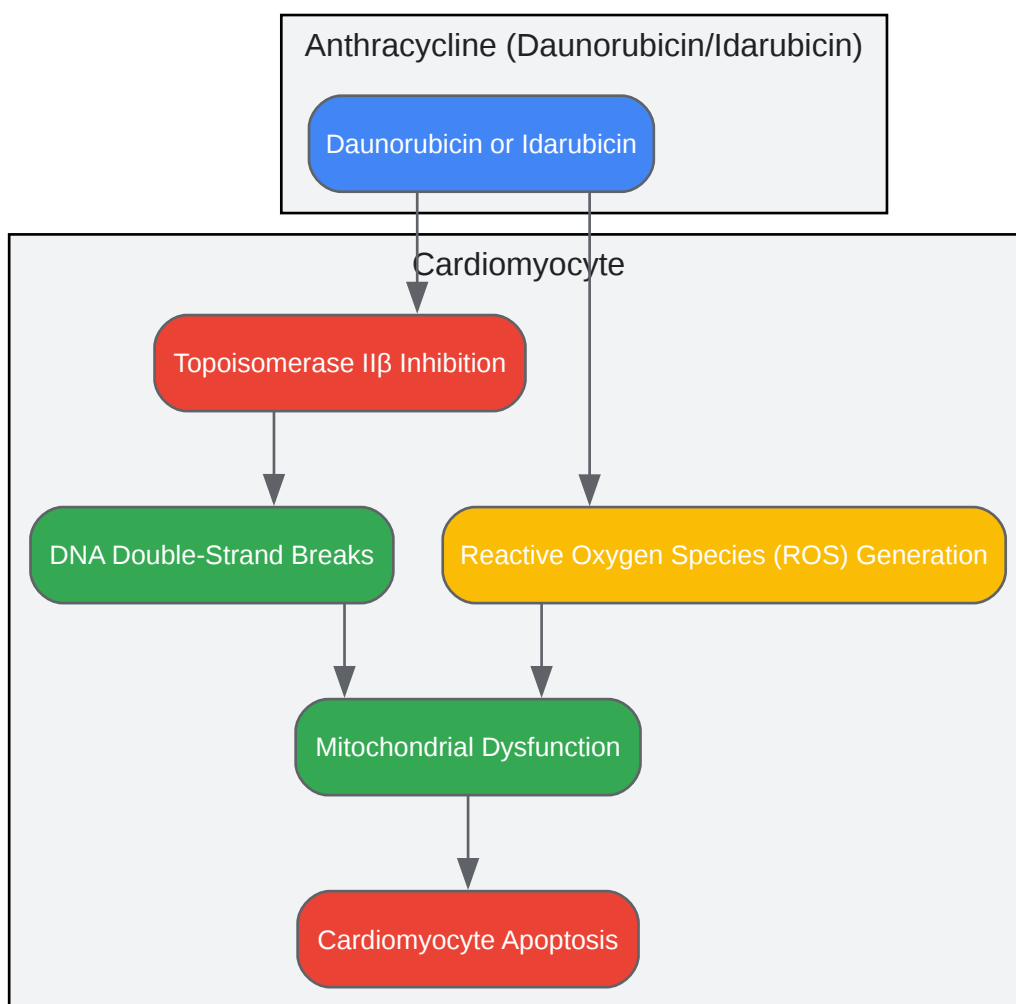 Anthracycline (Daunorubicin/Idarubicin)
Daunorubicin or Idarubicin
Cardiomyocyte
Topoisomerase IIβ Inhibition
DNA Double-Strand Breaks
Reactive Oxygen Species (ROS) Generation
Mitochondrial Dysfunction
Cardiomyocyte Apoptosis